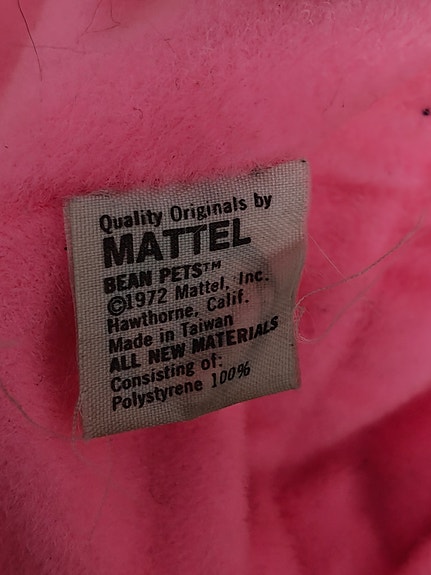 Quality Originals by
MATTEL
BEAN PETS™
©1972 Mattel, Inc.
Hawthorne, Calif.
Made in Taiwan
ALL NEW MATERIALS
Consisting of:
Polystyrene 100%